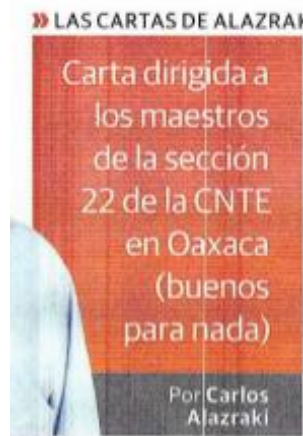 » LAS CARTAS DE ALAZRAK
Carta dirigida a
los maestros
de la sección
22 de la CNTE
en Oaxaca
(buenos
para nada)
Por Carlos
Alazraki